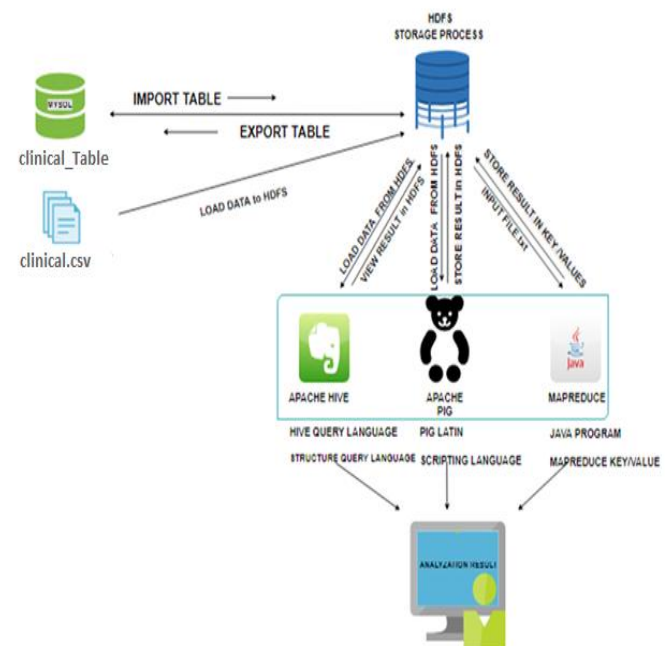 HDFS
STORAGE PROCESS
MYSQL
IMPORT TABLE
EXPORT TABLE
clinical_Table
LOAD DATA to HDFS
clinical.csv
LOAD DATA FROM HDFS
VIEW RESULT in HDFS
LOAD DATA FROM HDFS
STORE RESULT in HDFS
STORE RESULT IN KEY /VALUES
INPUT FILE.txt
Java
APACHE HIVE
APACHE
PIG
MAPREDUCE
HIVE QUERY LANGUAGE
PIG LATIN
JAVA PROGRAM
STRUCTURE QUERY LANGUAGE
SCRIPTING LANGUAGE
MAPREDUCE KEY/VALUE
ANALYZATION RESULT